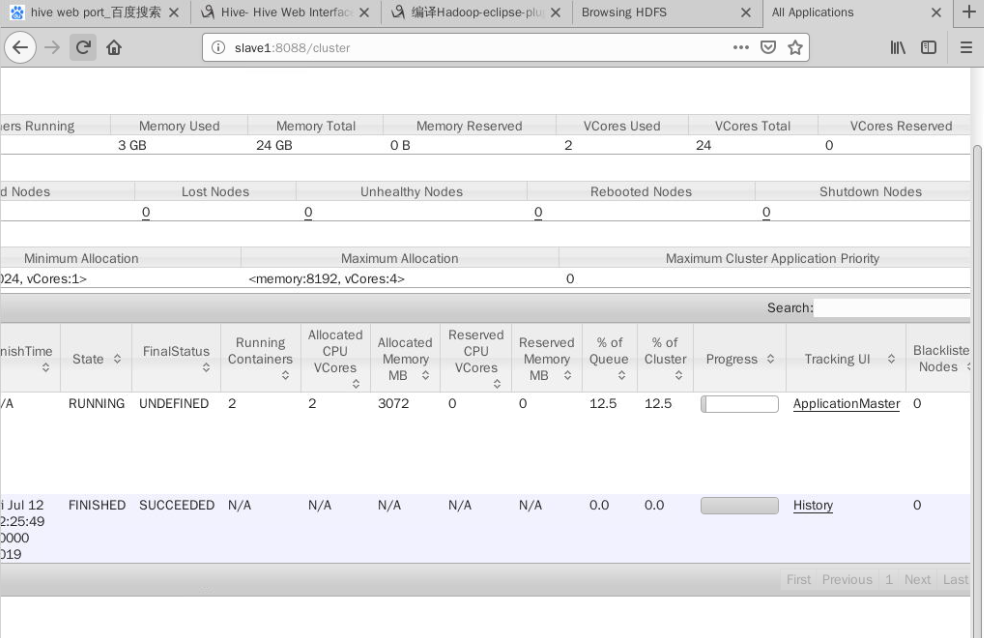 hive web port_百度搜索 Hive- Hive Web Interfac 编译Hadoop-eclipse-plu Browsing HDFS All Applications
slave1:8088/cluster
ers Running Memory Used Memory Total Memory Reserved VCores Used VCores Total VCores Reserved
3 GB 24 GB 0 B 2 24 0
d Nodes Lost Nodes Unhealthy Nodes Rebooted Nodes Shutdown Nodes
0 0 0 0
Minimum Allocation Maximum Allocation Maximum Cluster Application Priority
024, vCores:1> <memory:8192, vCores:4> 0
Search:
nishTime State FinalStatus Running Containers Allocated CPU VCores Allocated Memory MB Reserved CPU VCores Reserved Memory MB % of Queue % of Cluster Progress Tracking UI Blackliste Nodes
/A RUNNING UNDEFINED 2 2 3072 0 0 12.5 12.5 ApplicationMaster 0
i Jul 12 FINISHED SUCCEEDED N/A N/A N/A N/A N/A 0.0 0.0 History 0
2:25:49
0000
019
First Previous 1 Next Last